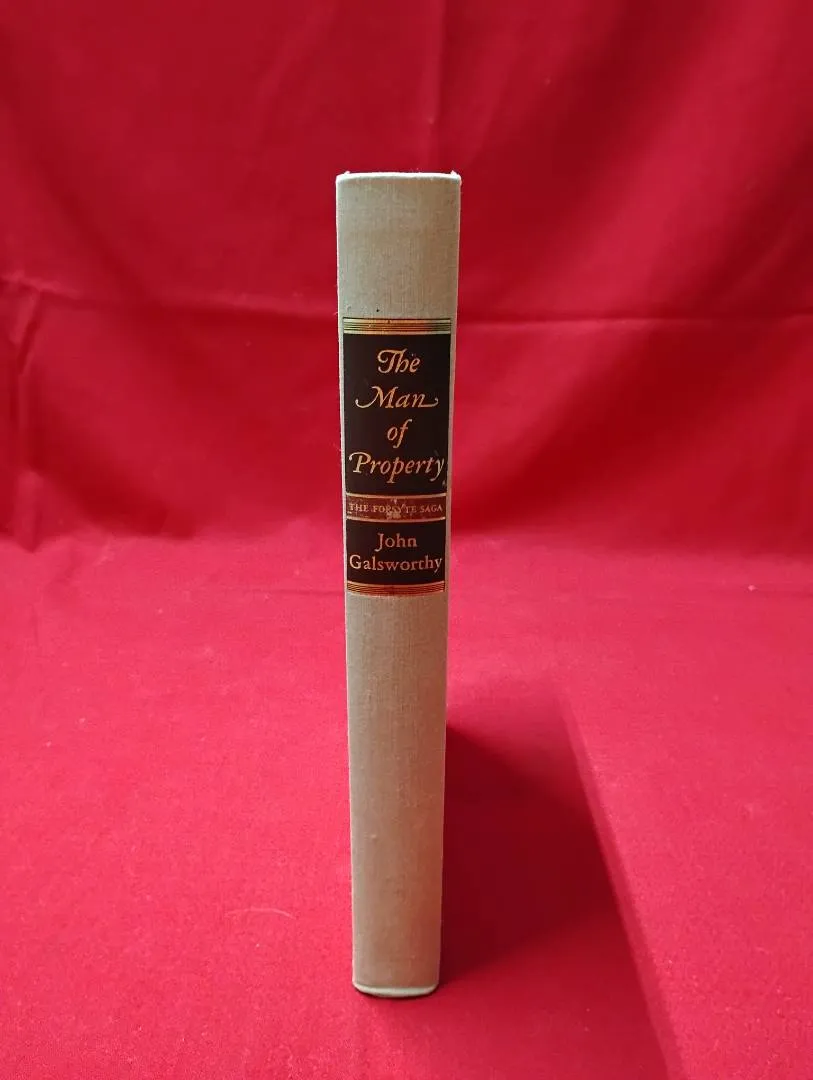 The
Man
of
Property
THE FORSYTE SAGA
John
Galsworthy